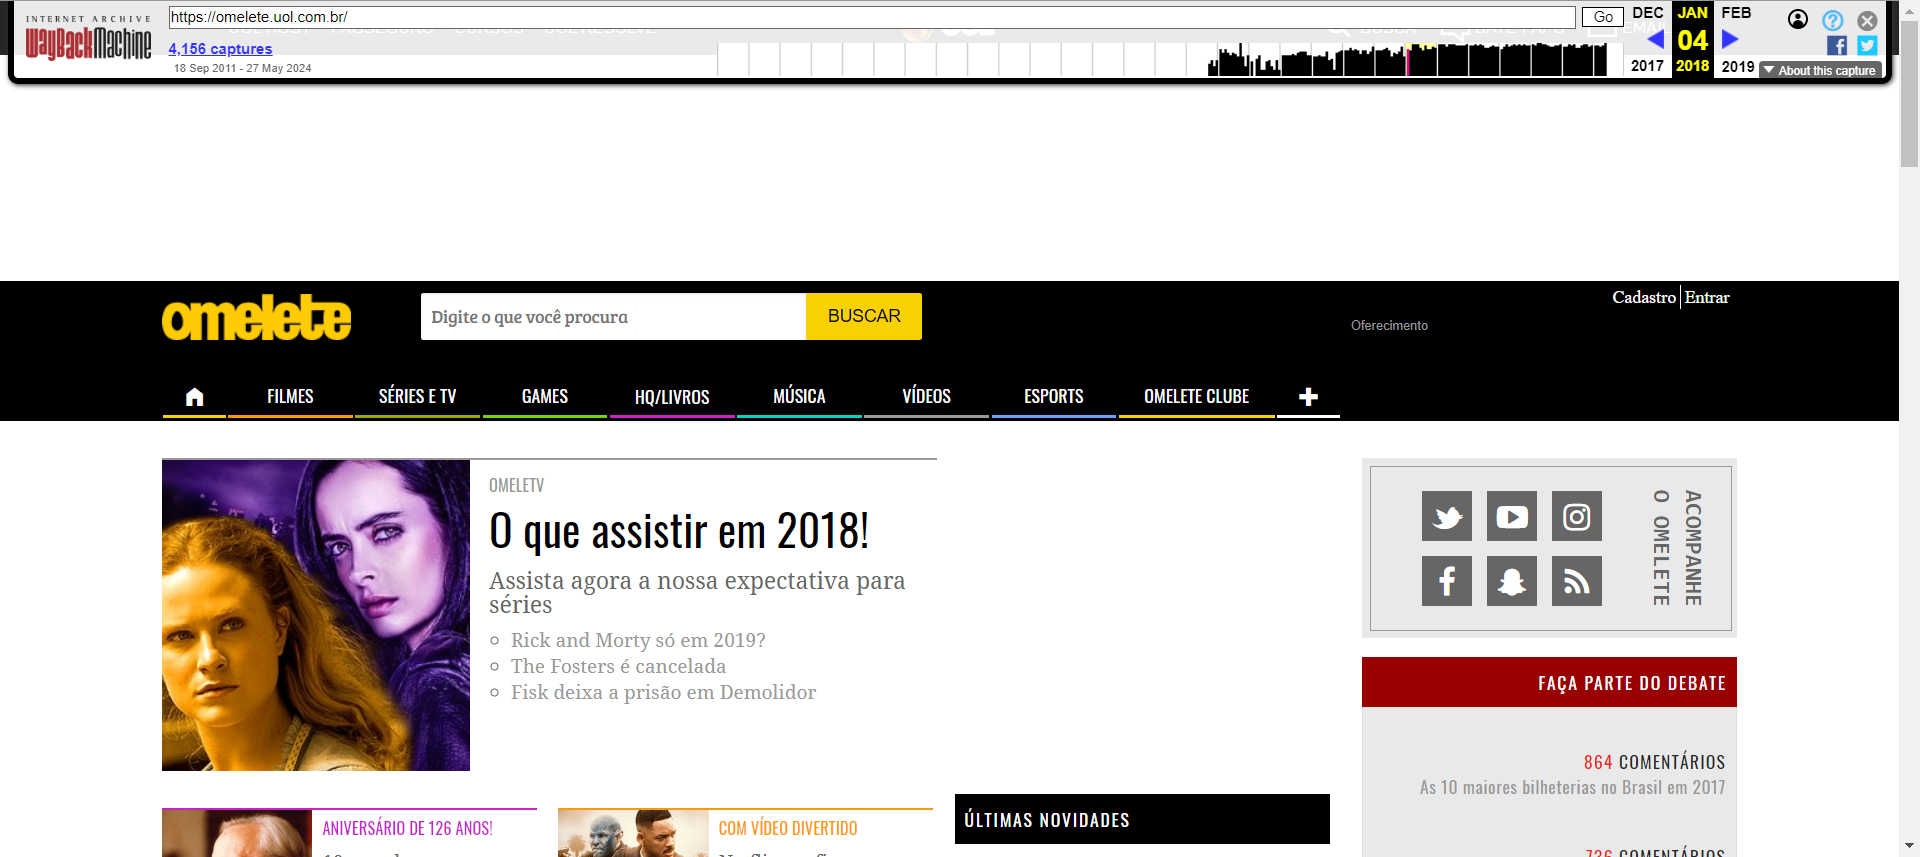 INTERNET ARCHIVE
WayBackMachine
https://omelete.uol.com.br/
Go
DEC
JAN
FEB
4,156 captures
04
18 Sep 2011 - 27 May 2024
2017
2018
2019
About this capture
omelete
Digite o que você procura
BUSCAR
Cadastro
Entrar
Oferecimento
FILMES
SÉRIES E TV
GAMES
HQ/LIVROS
MÚSICA
VÍDEOS
ESPORTS
OMELETE CLUBE
OMELETV
O que assistir em 2018!
Assista agora a nossa expectativa para
séries
Rick and Morty só em 2019?
The Fosters é cancelada
Fisk deixa a prisão em Demolidor
ACOMPANHE
O OMELETE
FAÇA PARTE DO DEBATE
864 COMENTÁRIOS
As 10 maiores bilheterias no Brasil em 2017
ANIVERSÁRIO DE 126 ANOS!
COM VÍDEO DIVERTIDO
ÚLTIMAS NOVIDADES
736 COMENTÁRIOS